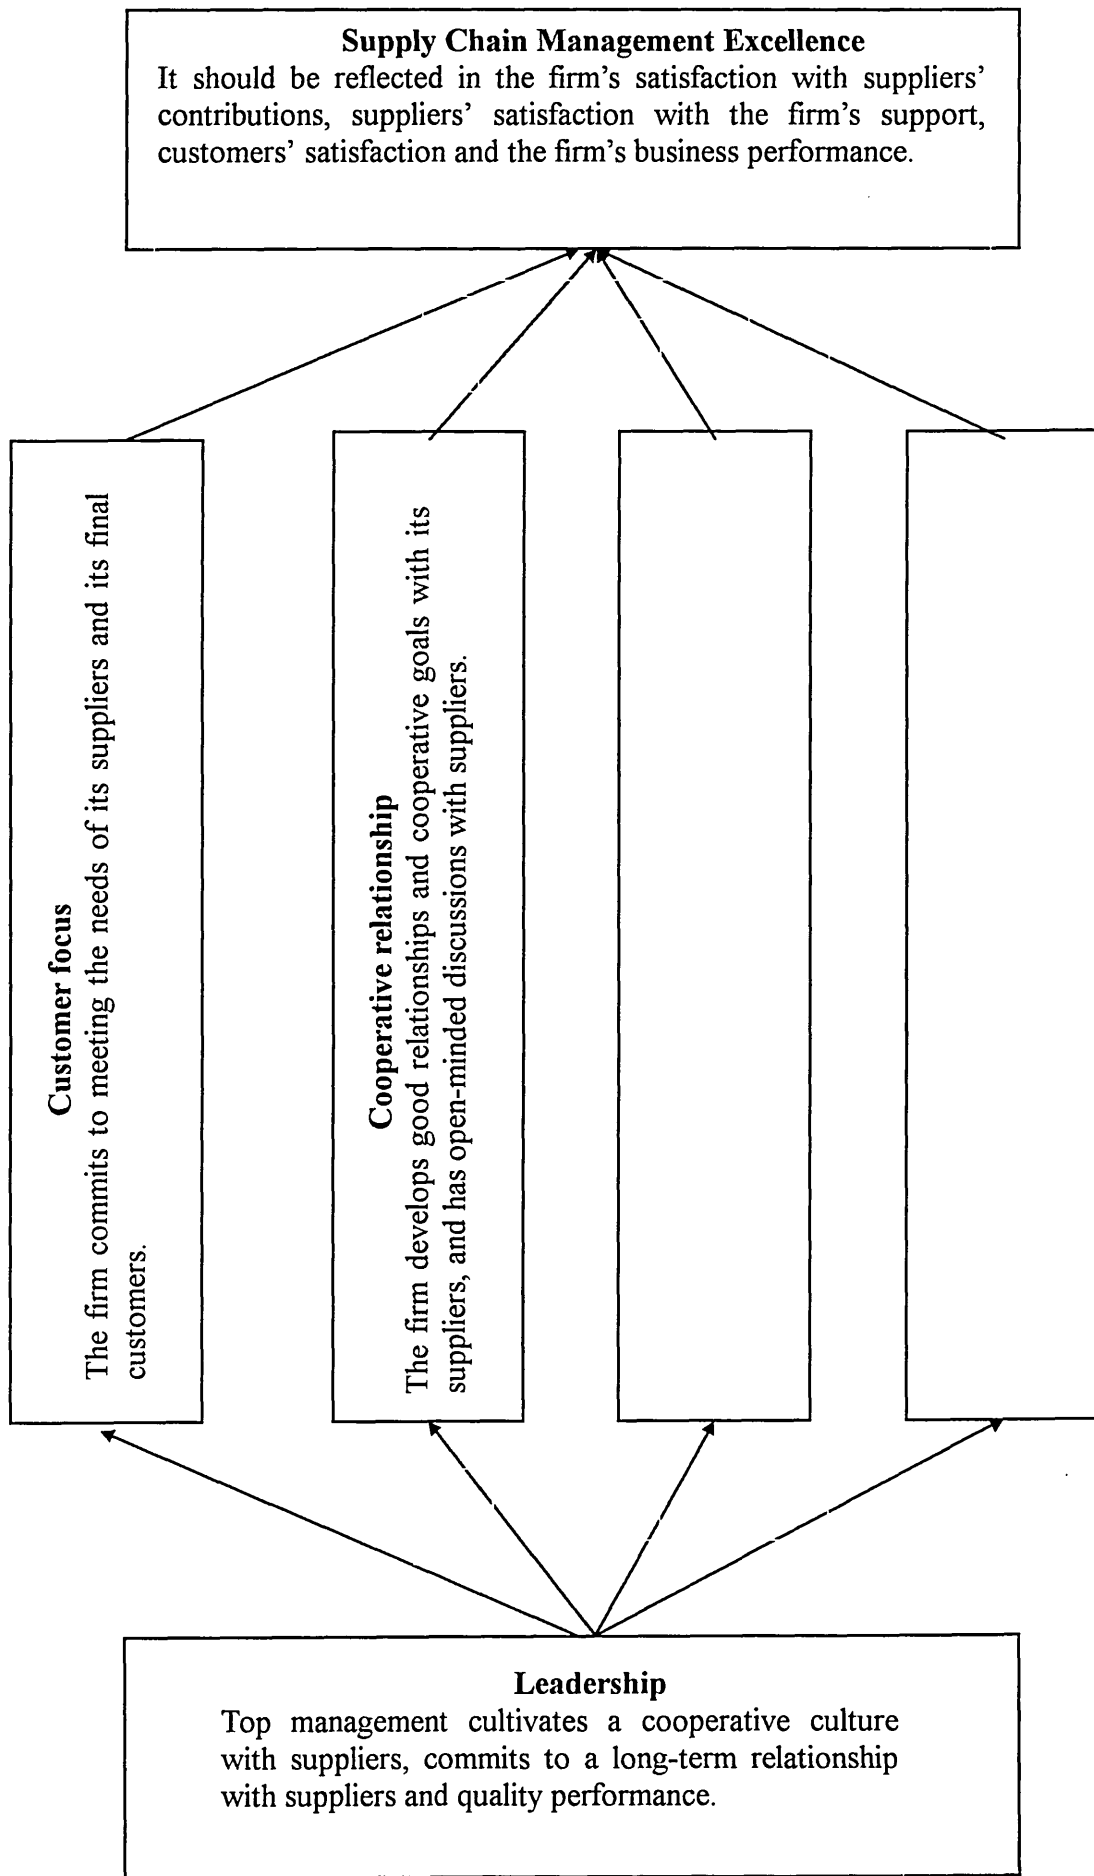 Supply Chain Management Excellence
It should be reflected in the firm's satisfaction with suppliers'
contributions, suppliers' satisfaction with the firm's support,
customers' satisfaction and the firm's business performance.
Customer focus
The firm commits to meeting the needs of its suppliers and its final
customers.
Cooperative relationship
The firm develops good relationships and cooperative goals with its
suppliers, and has open-minded discussions with suppliers.
Leadership
Top management cultivates a cooperative culture
with suppliers, commits to a long-term relationship
with suppliers and quality performance.